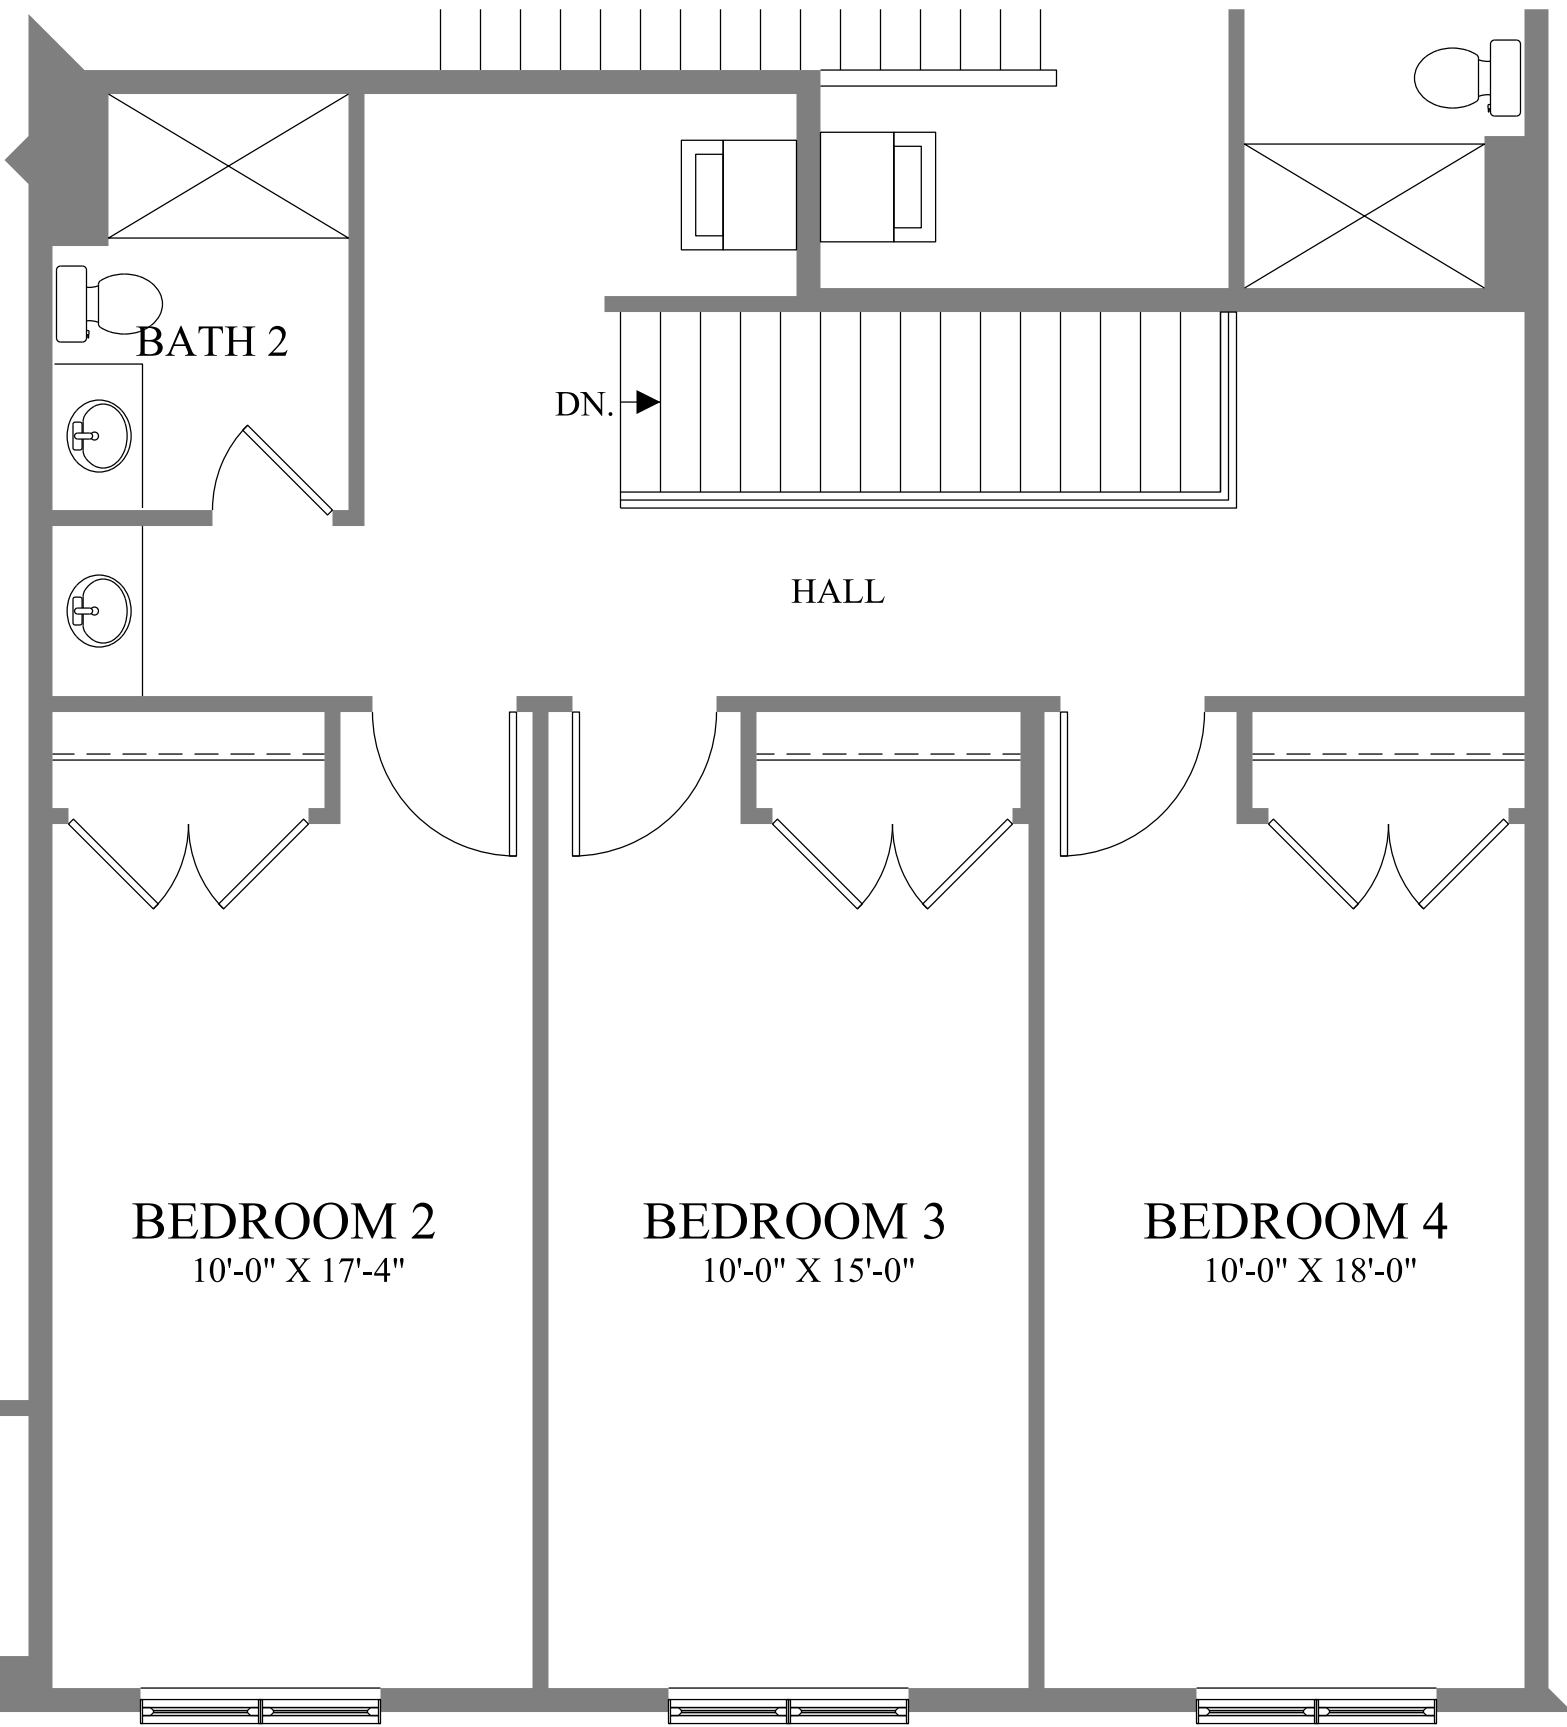 BATH 2
DN.
HALL
BEDROOM 2
10'-0" X 17'-4"
BEDROOM 3
10'-0" X 15'-0"
BEDROOM 4
10'-0" X 18'-0"